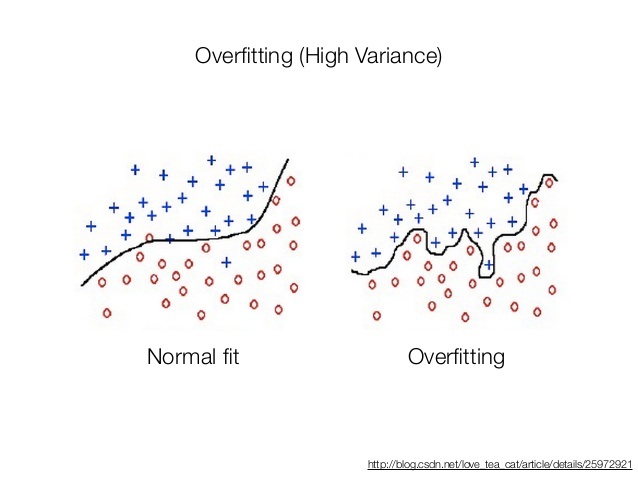 Overfitting (High Variance)
Normal fit
Overfitting
http://blog.csdn.net/love_tea_cat/article/details/25972921